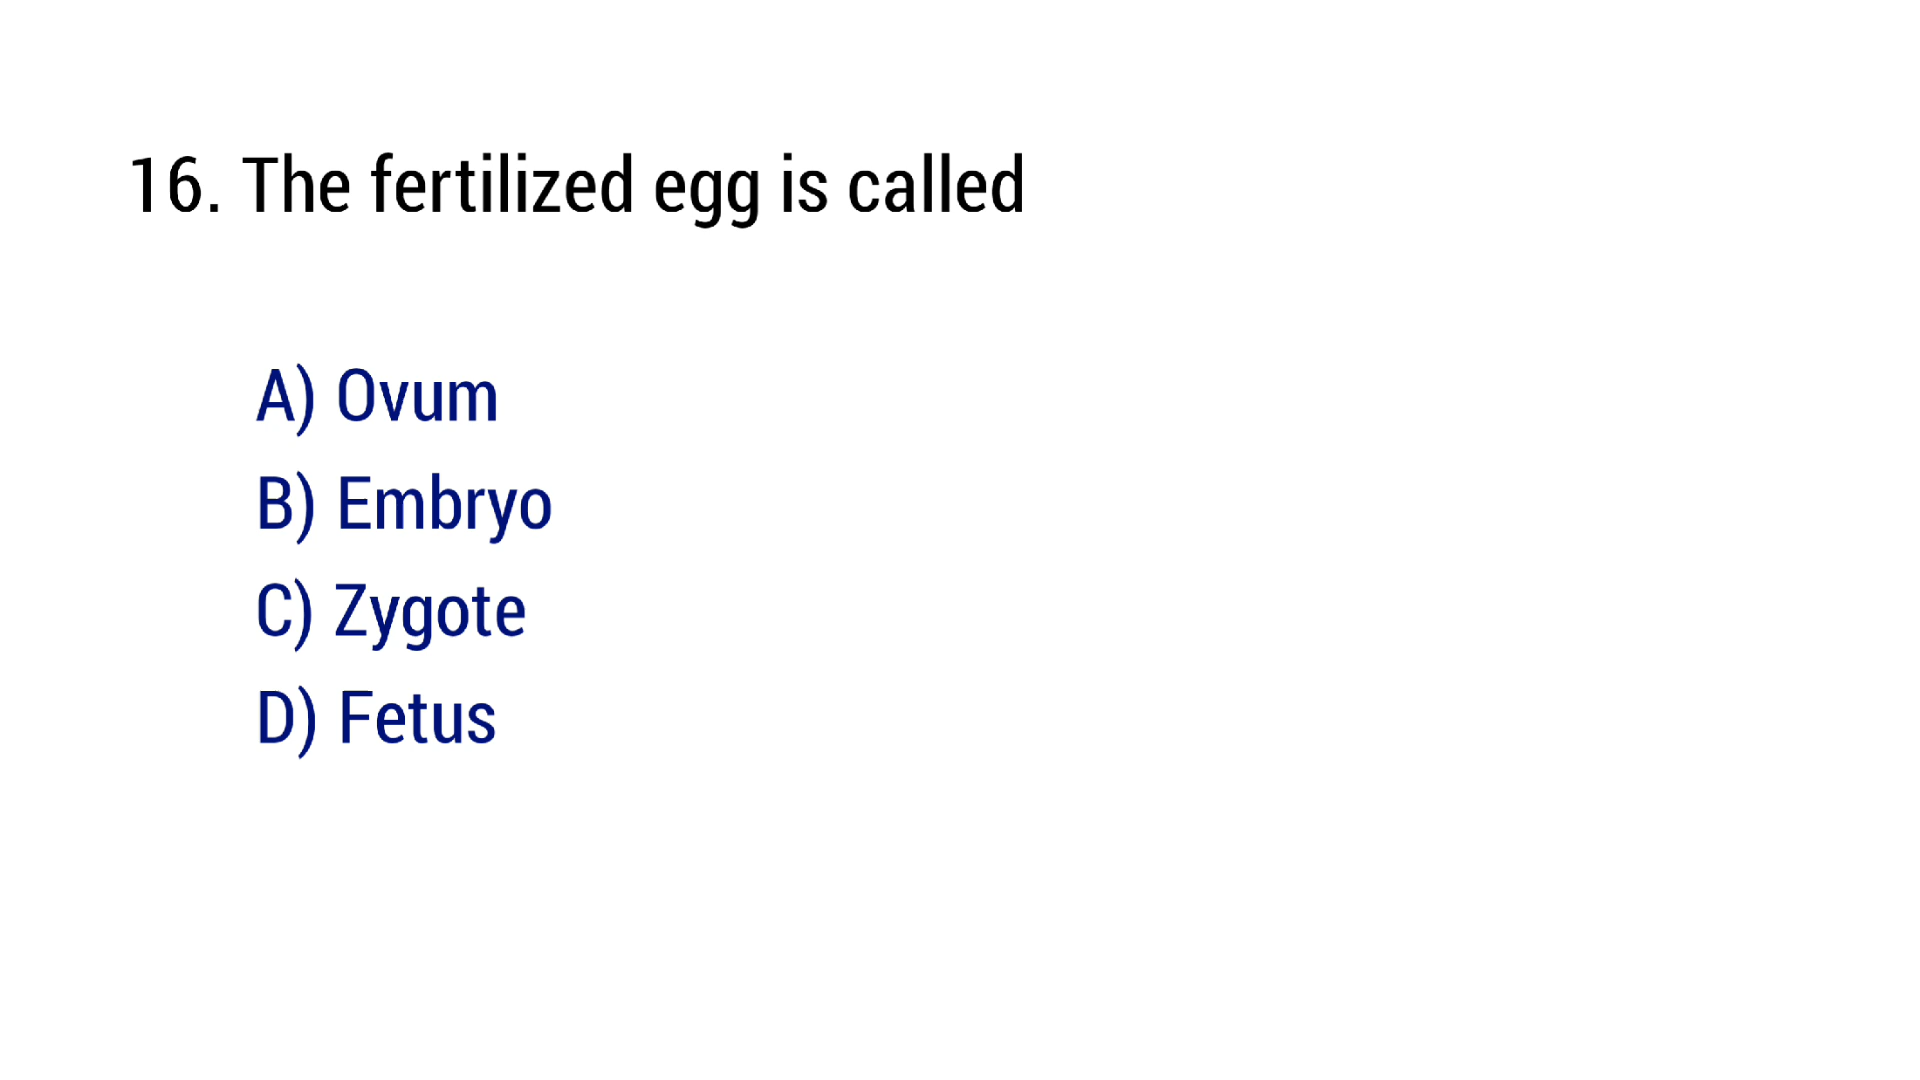 16. The fertilized egg is called
A) Ovum
B) Embryo
C) Zygote
D) Fetus